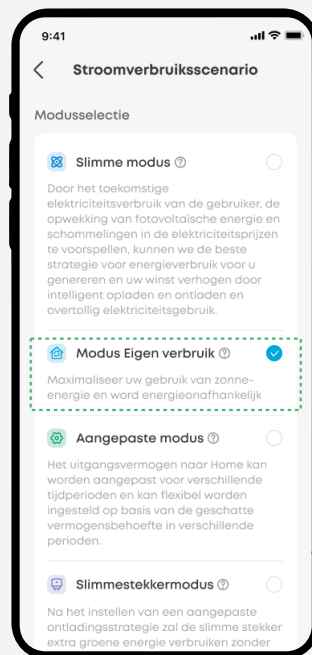 9:41
Stroomverbruiksscenario
Modusselectie
Slimme modus
Door het toekomstige
elektriciteitsverbruik van de gebruiker, de
opwekking van fotovoltaïsche energie en
schommelingen in de elektriciteitsprijzen
te voorspellen, kunnen we de beste
strategie voor energieverbruik voor u
genereren en uw winst verhogen door
intelligent opladen en ontladen en
overtollig elektriciteitsgebruik.
Modus Eigen verbruik
Maximaliseer uw gebruik van zonne-
energie en word energieonafhankelijk
Aangepaste modus
Het uitgangsvermogen naar Home kan
worden aangepast voor verschillende
tijdperioden en kan flexibel worden
ingesteld op basis van de geschatte
vermogensbehoefte in verschillende
perioden.
Slimmestekkermodus
Na het instellen van een aangepaste
ontladingsstrategie zal de slimme stekker
extra groene energie verbruiken zonder